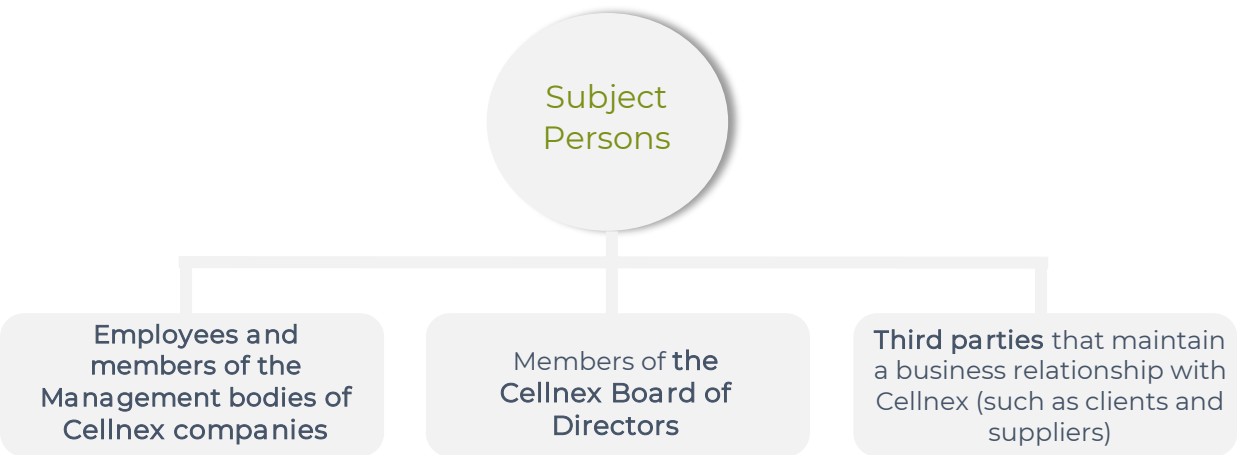 Subject
Persons
Employees and
members of the
Management bodies of
Cellnex companies
Members of the
Cellnex Board of
Directors
Third parties that maintain
a business relationship with
Cellnex (such as clients and
suppliers)